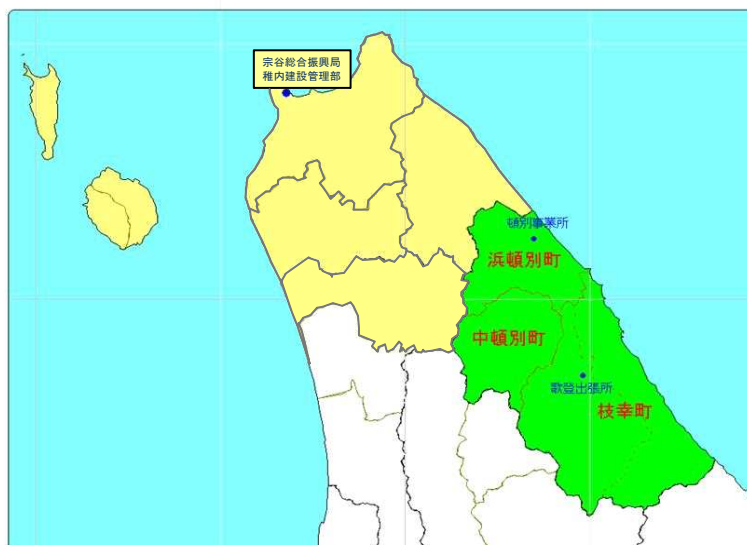 宗谷総合振興局
稚内建設管理部
頓別事業所
浜頓別町
中頓別町
歌登出張所
枝幸町